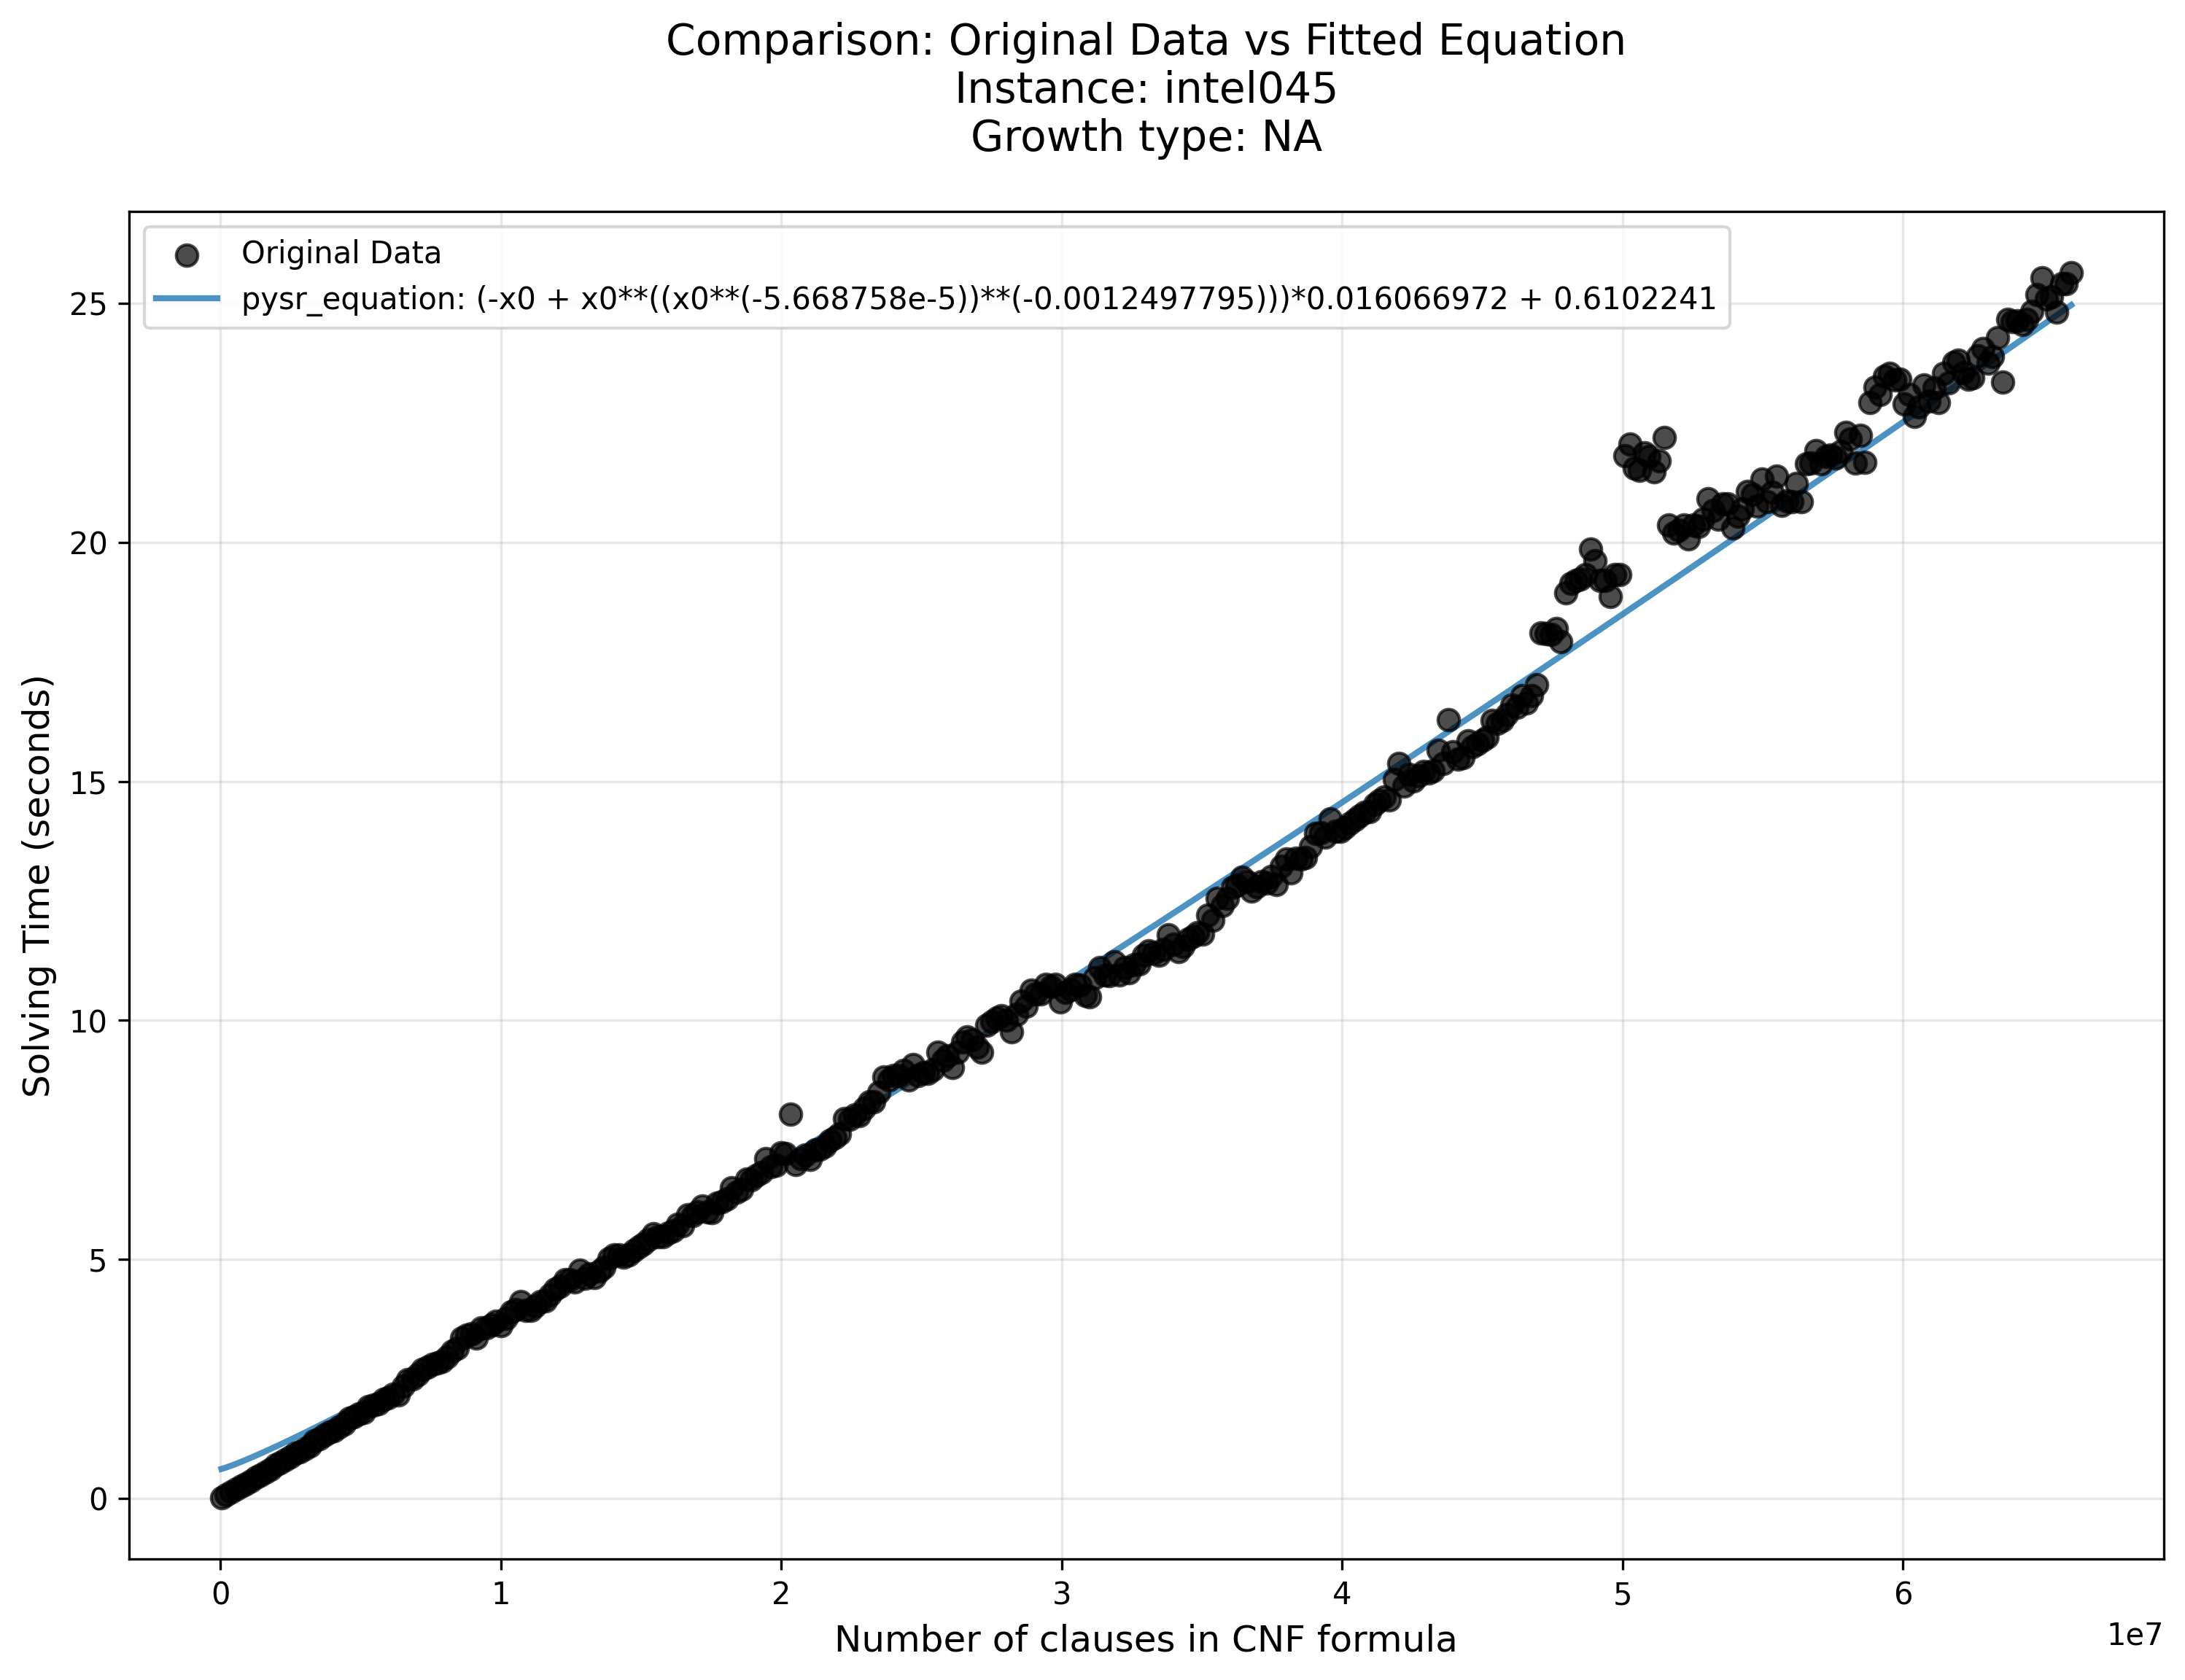 Comparison: Original Data vs Fitted Equation
Instance: intel045
Growth type: NA
Original Data
pysr_equation: (-x0 + x0**((x0**(-5.668758e-5))**(-0.0012497795)))*0.016066972 + 0.6102241
25
20
15
10
5
0
Solving Time (seconds)
0 1 2 3 4 5 6
1e7
Number of clauses in CNF formula